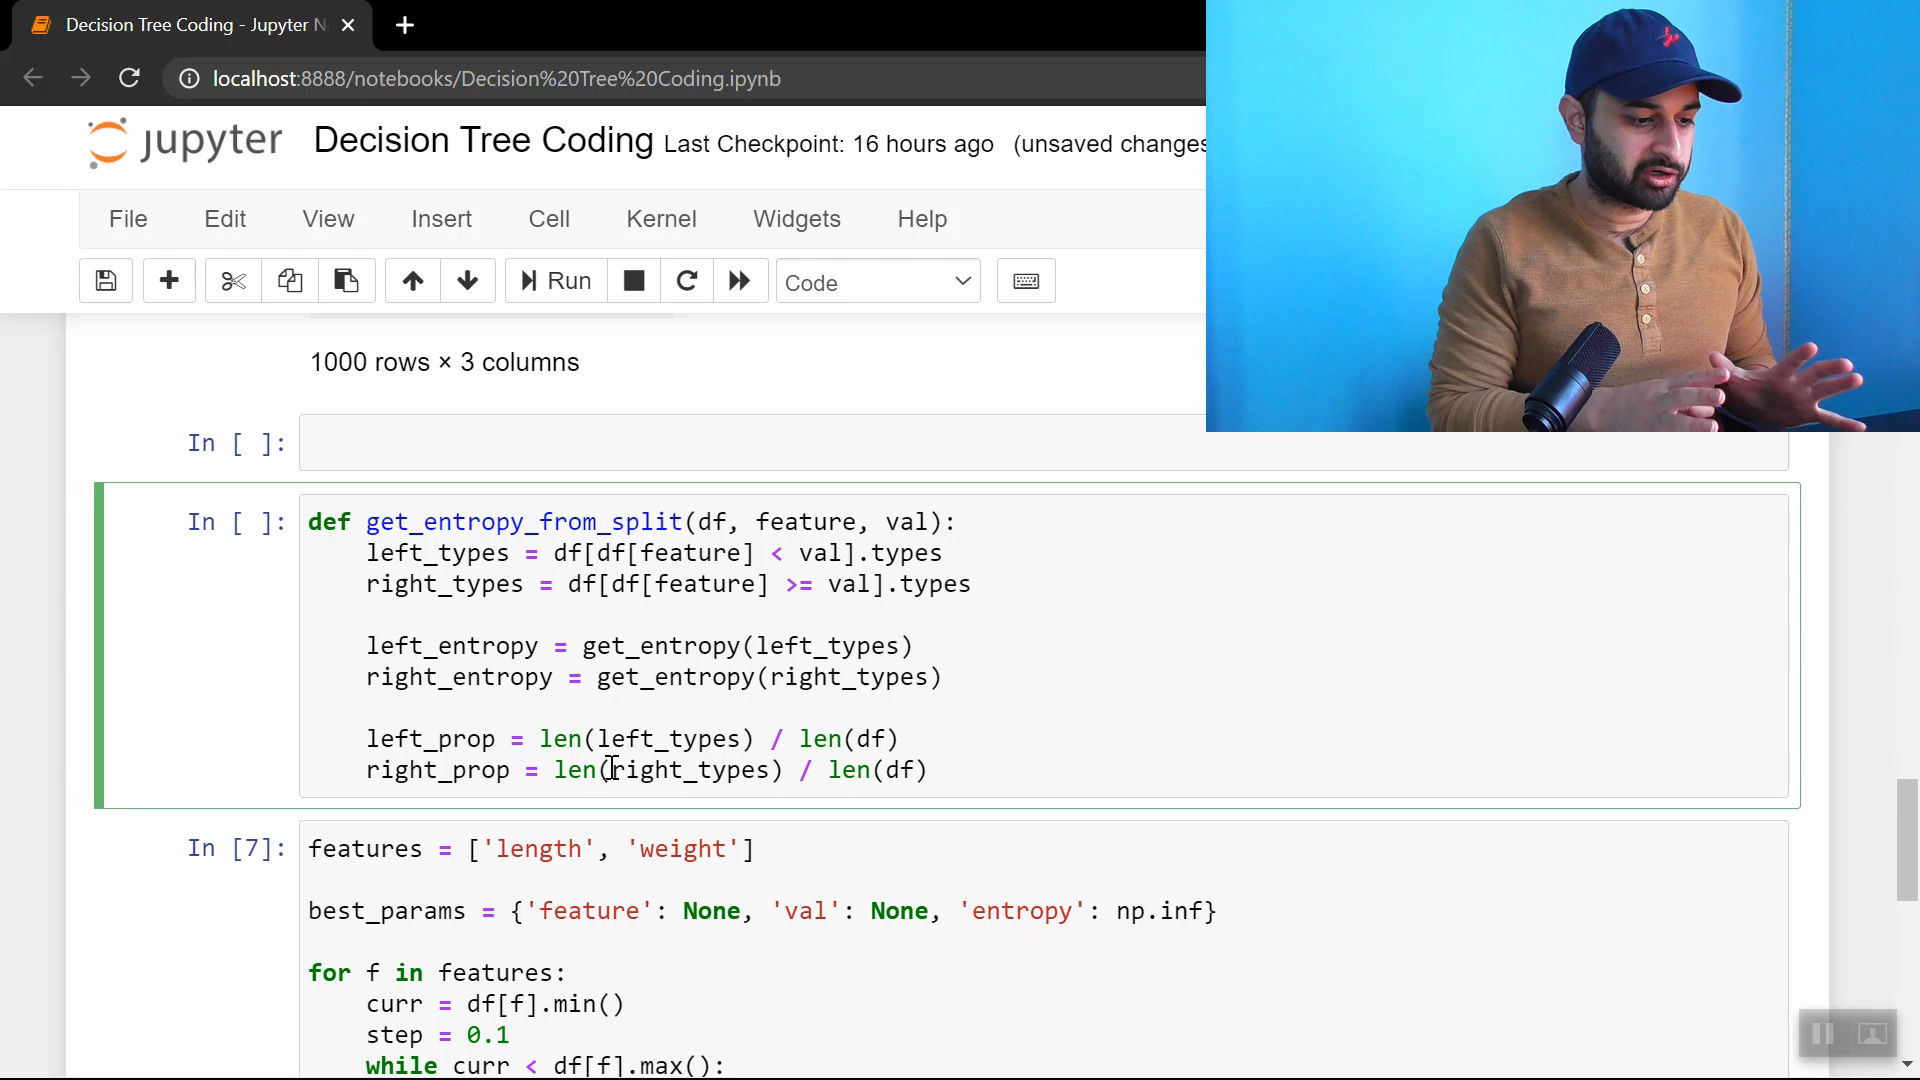 Decision Tree Coding - Jupyter N
localhost:8888/notebooks/Decision%20Tree%20Coding.ipynb
jupyter Decision Tree Coding Last Checkpoint: 16 hours ago (unsaved changes
File Edit View Insert Cell Kernel Widgets Help
Run Code
1000 rows × 3 columns
In [ ]:
In [ ]: def get_entropy_from_split(df, feature, val):
left_types = df[df[feature] < val].types
right_types = df[df[feature] >= val].types
left_entropy = get_entropy(left_types)
right_entropy = get_entropy(right_types)
left_prop = len(left_types) / len(df)
right_prop = len(right_types) / len(df)
In [7]: features = ['length', 'weight']
best_params = {'feature': None, 'val': None, 'entropy': np.inf}
for f in features:
curr = df[f].min()
step = 0.1
while curr < df[f].max():